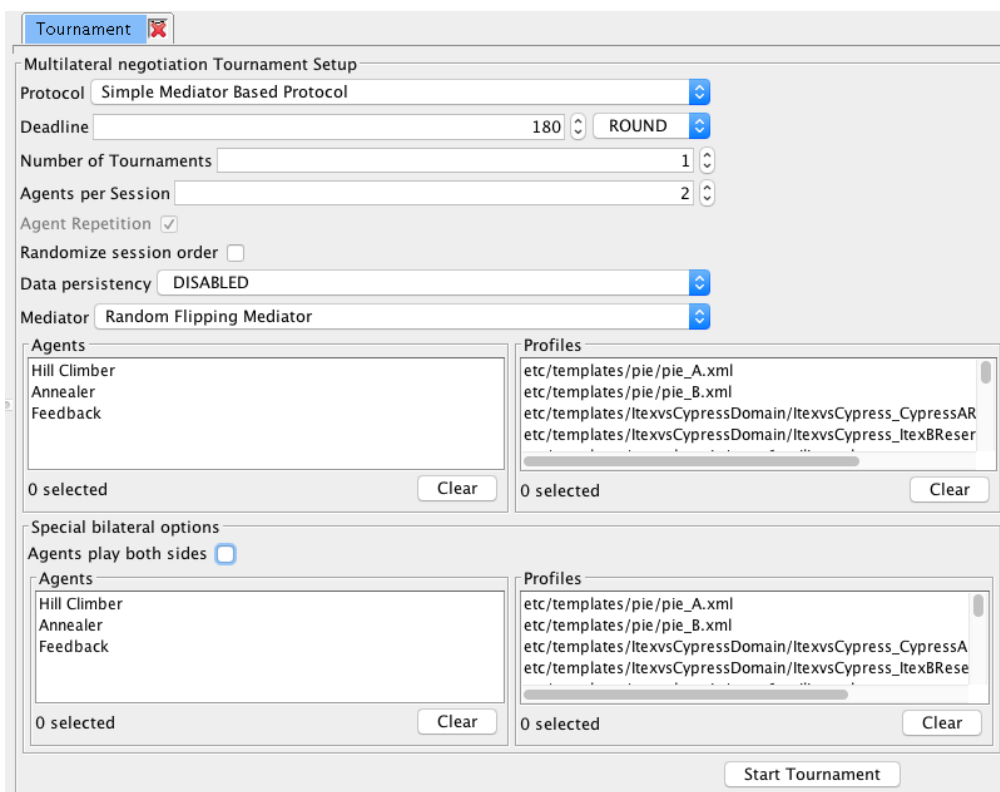 Tournament
Multilateral negotiation Tournament Setup
Protocol Simple Mediator Based Protocol
Deadline 180 ROUND
Number of Tournaments 1
Agents per Session 2
Agent Repetition
Randomize session order
Data persistency DISABLED
Mediator Random Flipping Mediator
Agents Profiles
Hill Climber etc/templates/pie/pie_A.xml
Annealer etc/templates/pie/pie_B.xml
Feedback etc/templates/ItexvsCypressDomain/ItexvsCypress_CypressAR
etc/templates/ItexvsCypressDomain/ItexvsCypress_ItexBReser
0 selected Clear 0 selected Clear
Special bilateral options
Agents play both sides
Agents Profiles
Hill Climber etc/templates/pie/pie_A.xml
Annealer etc/templates/pie/pie_B.xml
Feedback etc/templates/ItexvsCypressDomain/ItexvsCypress_CypressA
etc/templates/ItexvsCypressDomain/ItexvsCypress_ItexBRese
0 selected Clear 0 selected Clear
Start Tournament